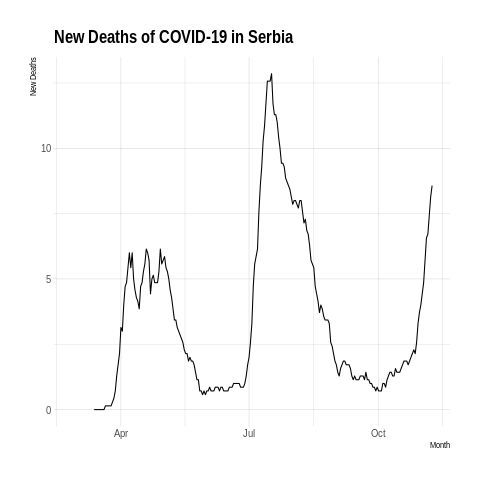 New Deaths of COVID-19 in Serbia
New Deaths
10
5
0
Apr Jul Oct
Month